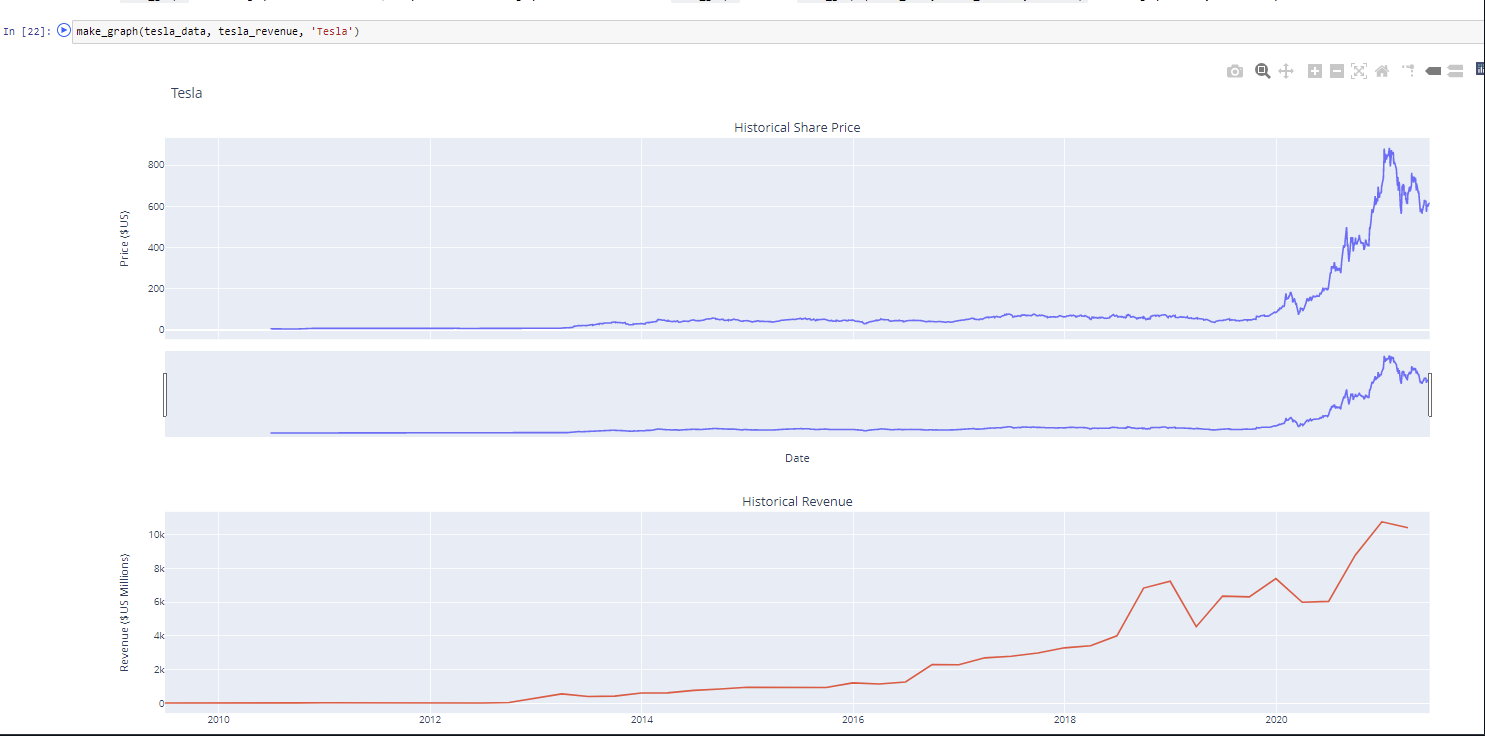 In [22]: make_graph(tesla_data, tesla_revenue, 'Tesla')
Tesla
Historical Share Price
Price ($US)
800
600
400
200
0
Date
Historical Revenue
Revenue ($US Millions)
10k
8k
6k
4k
2k
0
2010 2012 2014 2016 2018 2020